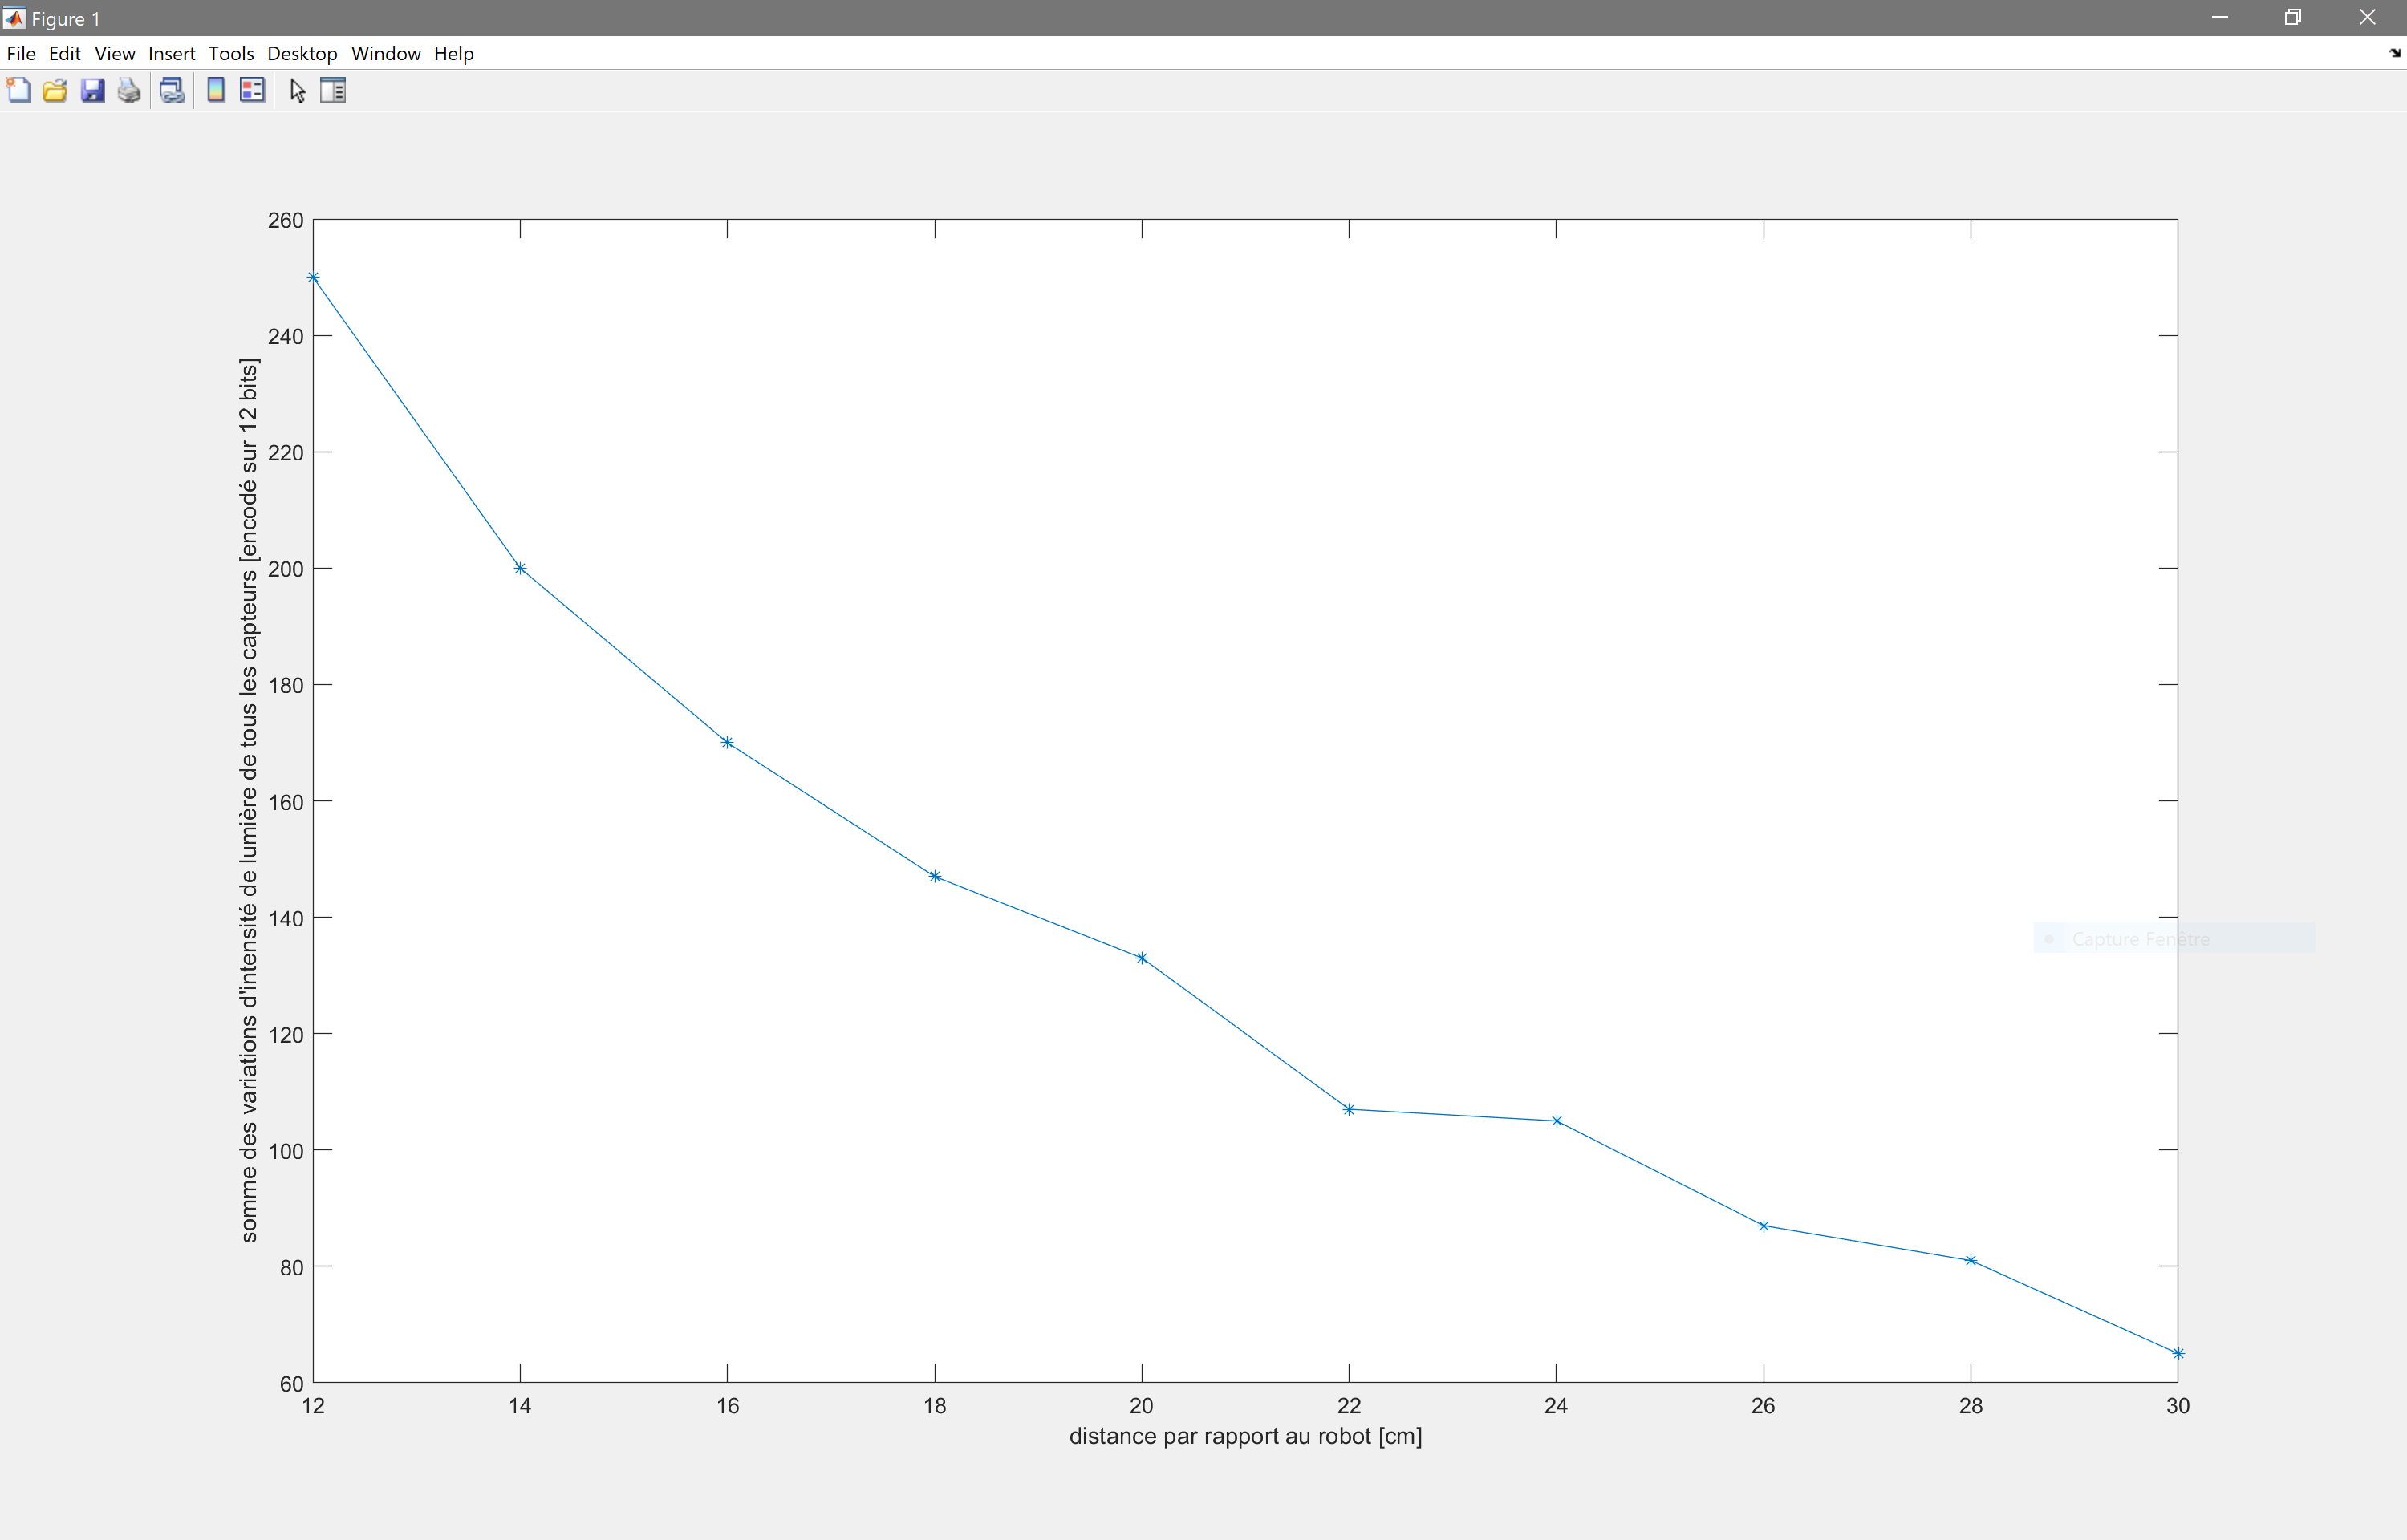 Figure 1
File Edit View Insert Tools Desktop Window Help
260
240
220
200
180
160
140
120
100
80
60
somme des variations d'intensité de lumière de tous les capteurs [encodé sur 12 bits]
Capture Fenêtre
12 14 16 18 20 22 24 26 28 30
distance par rapport au robot [cm]